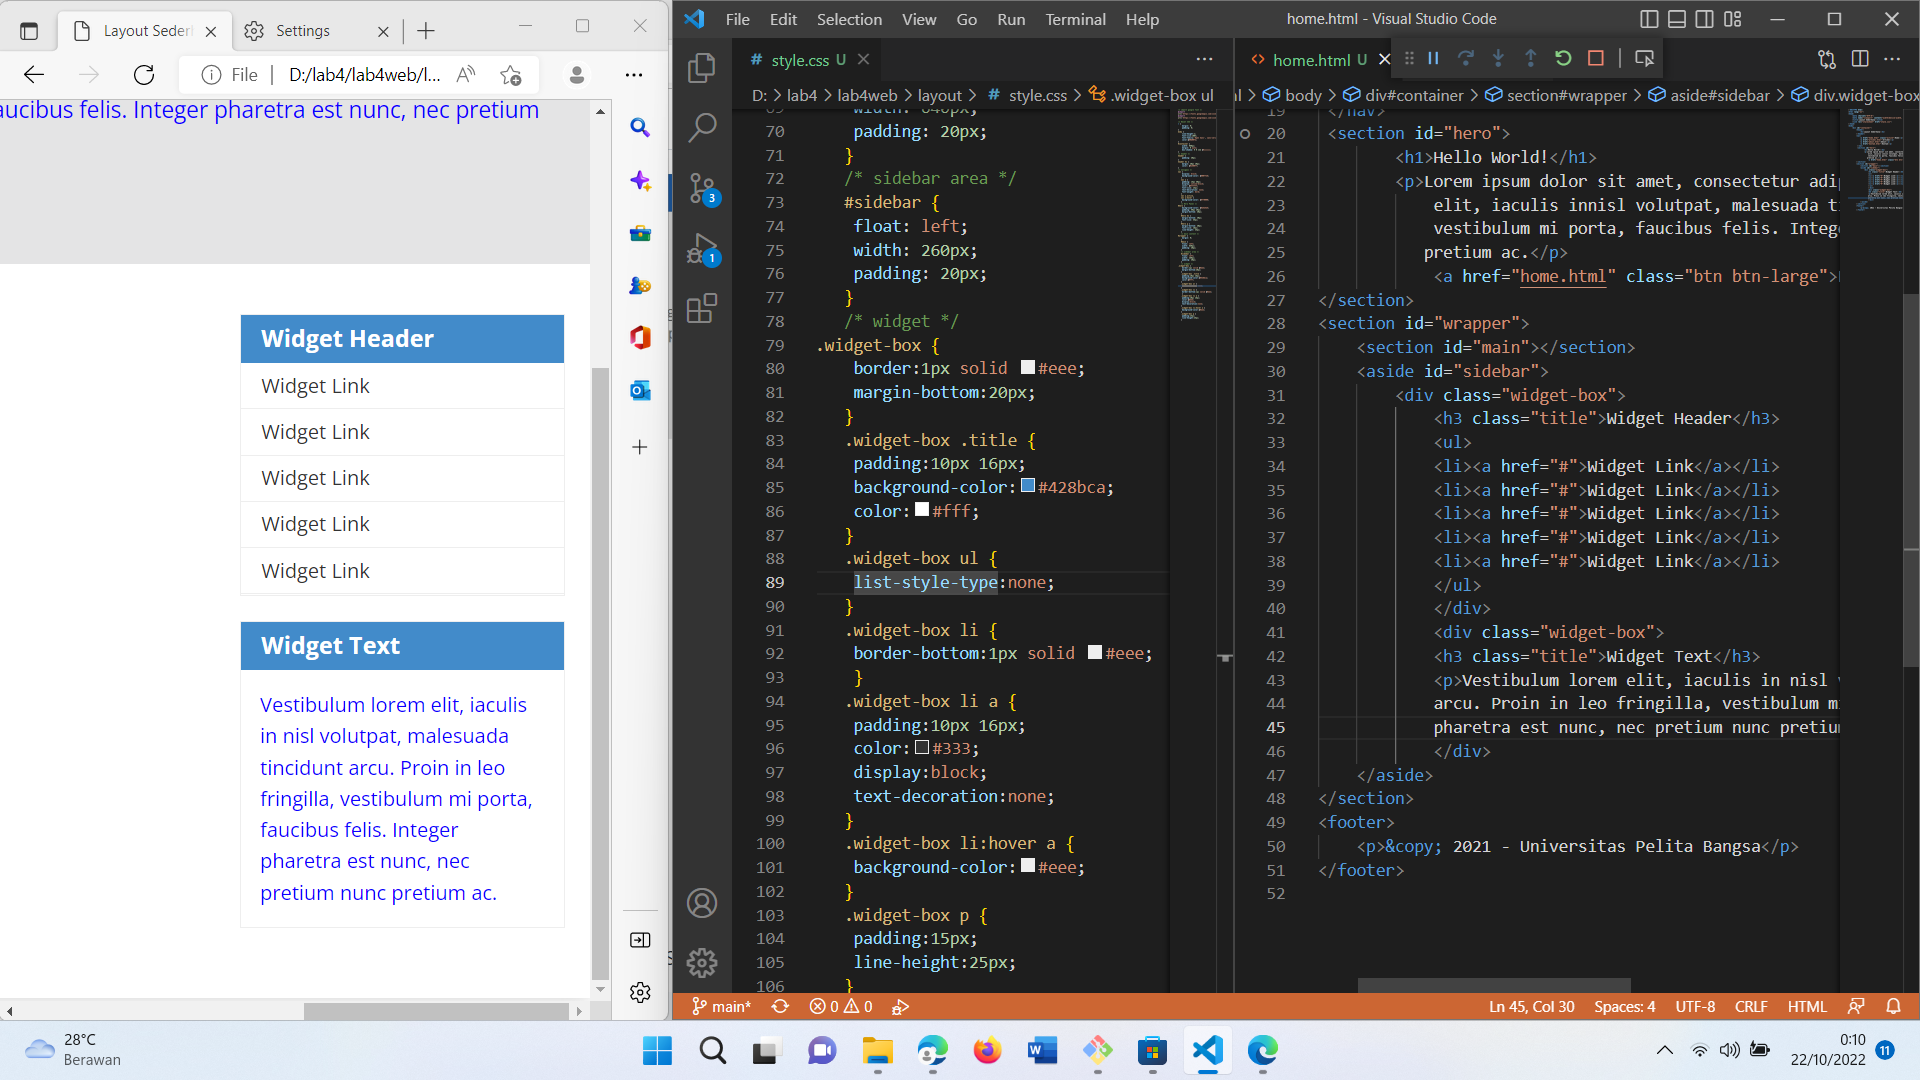 Layout Seder
Settings
File
D:/lab4/lab4web/l...
faucibus felis. Integer pharetra est nunc, nec pretium
Widget Header
Widget Link
Widget Link
Widget Link
Widget Link
Widget Link
Widget Text
Vestibulum lorem elit, iaculis
in nisl volutpat, malesuada
tincidunt arcu. Proin in leo
fringilla, vestibulum mi porta,
faucibus felis. Integer
pharetra est nunc, nec
pretium nunc pretium ac.
File Edit Selection View Go Run Terminal Help
home.html - Visual Studio Code
3
1
# style.css U
D: > lab4 > lab4web > layout > # style.css > .widget-box ul
70 padding: 20px;
71 }
72 /* sidebar area */
73 #sidebar {
74 float: left;
75 width: 260px;
76 padding: 20px;
77 }
78 /* widget */
79 .widget-box {
80 border:1px solid #eee;
81 margin-bottom:20px;
82 }
83 .widget-box .title {
84 padding:10px 16px;
85 background-color:#428bca;
86 color:#fff;
87 }
88 .widget-box ul {
89 list-style-type:none;
90 }
91 .widget-box li {
92 border-bottom:1px solid #eee;
93 }
94 .widget-box li a {
95 padding:10px 16px;
96 color:#333;
97 display:block;
98 text-decoration:none;
99 }
100 .widget-box li:hover a {
101 background-color:#eee;
102 }
103 .widget-box p {
104 padding:15px;
105 line-height:25px;
106 }
<> home.html U
body > div#container > section#wrapper > aside#sidebar > div.widget-box
19 </nav>
20 <section id="hero">
21 <h1>Hello World!</h1>
22 <p>Lorem ipsum dolor sit amet, consectetur adip
23 elit, iaculis innisl volutpat, malesuada ti
24 vestibulum mi porta, faucibus felis. Intege
25 pretium ac.</p>
26 <a href="home.html" class="btn btn-large">
27 </section>
28 <section id="wrapper">
29 <section id="main"></section>
30 <aside id="sidebar">
31 <div class="widget-box">
32 <h3 class="title">Widget Header</h3>
33 <ul>
34 <li><a href="#">Widget Link</a></li>
35 <li><a href="#">Widget Link</a></li>
36 <li><a href="#">Widget Link</a></li>
37 <li><a href="#">Widget Link</a></li>
38 <li><a href="#">Widget Link</a></li>
39 </ul>
40 </div>
41 <div class="widget-box">
42 <h3 class="title">Widget Text</h3>
43 <p>Vestibulum lorem elit, iaculis in nisl v
44 arcu. Proin in leo fringilla, vestibulum mi
45 pharetra est nunc, nec pretium nunc pretium
46 </div>
47 </aside>
48 </section>
49 <footer>
50 <p>&copy; 2021 - Universitas Pelita Bangsa</p>
51 </footer>
52
main* 0 0
Ln 45, Col 30 Spaces: 4 UTF-8 CRLF HTML
28°C
Berawan
0:10
22/10/2022
11